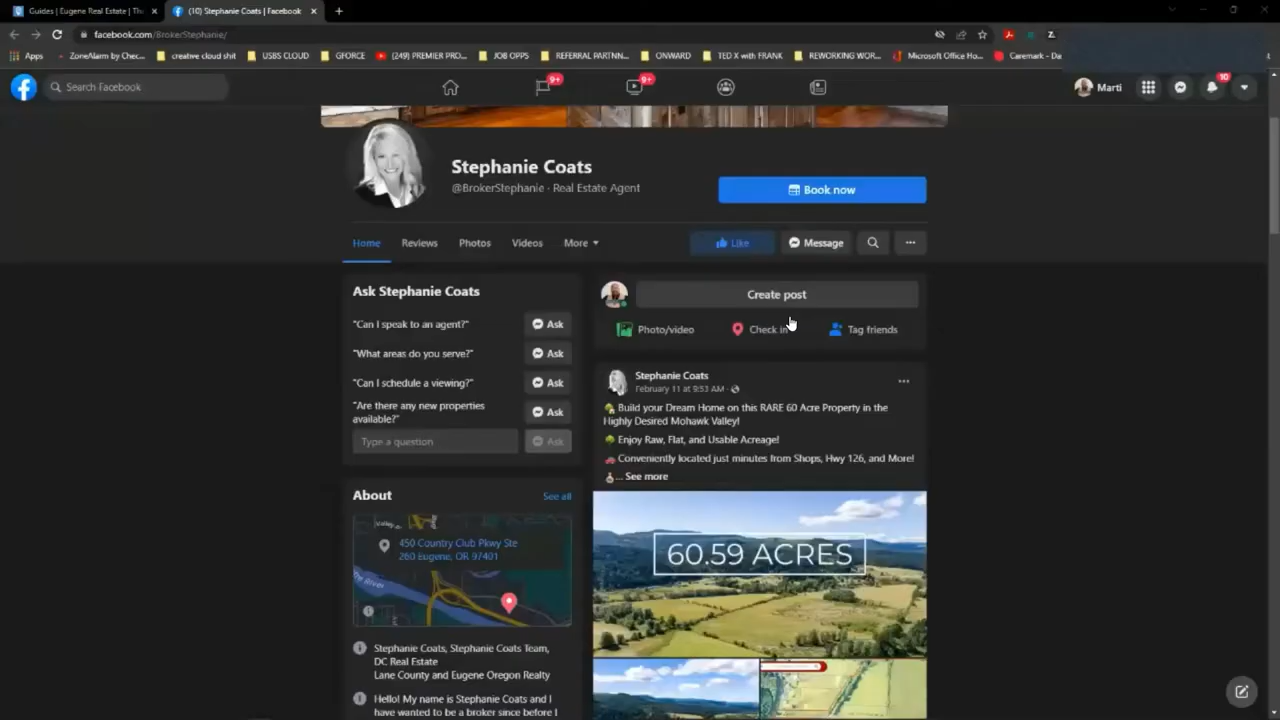 Guides | Eugene Real Estate | Th
(10) Stephanie Coats | Facebook
facebook.com/BrokerStephanie/
Apps
ZoneAlarm by Chec...
creative cloud shit
USBS CLOUD
GFORCE
(249) PREMIER PRO...
JOB OPPS
REFERRAL PARTNN...
ONWARD
TED X with FRANK
REWORKING WOR...
Microsoft Office Ho...
Caremark - Da
Search Facebook
9+
9+
Marti
10
Stephanie Coats
@BrokerStephanie · Real Estate Agent
Book now
Home
Reviews
Photos
Videos
More
Like
Message
Ask Stephanie Coats
"Can I speak to an agent?"
Ask
"What areas do you serve?"
Ask
"Can I schedule a viewing?"
Ask
"Are there any new properties
available?"
Ask
Type a question
Ask
About
See all
Valley
450 Country Club Pkwy Ste
260 Eugene, OR 97401
River
Stephanie Coats, Stephanie Coats Team,
DC Real Estate
Lane County and Eugene Oregon Realty
Hello! My name is Stephanie Coats and I
have wanted to be a broker since before I
Create post
Photo/video
Check in
Tag friends
Stephanie Coats
February 11 at 9:53 AM ·
Build your Dream Home on this RARE 60 Acre Property in the
Highly Desired Mohawk Valley!
Enjoy Raw, Flat, and Usable Acreage!
Conveniently located just minutes from Shops, Hwy 126, and More!
... See more
60.59 ACRES